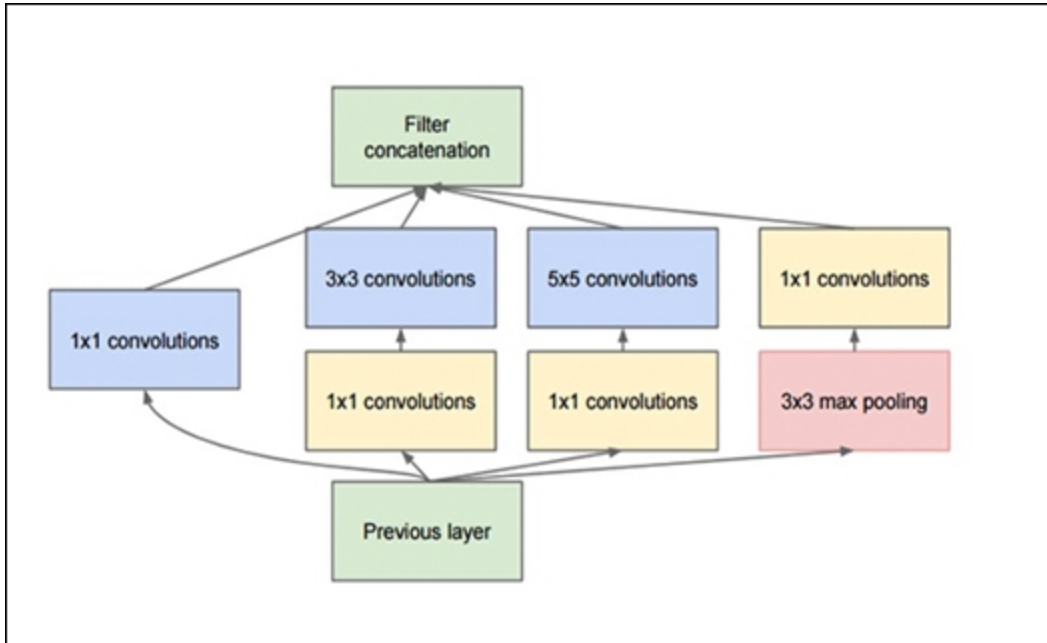 Filter
concatenation
3x3 convolutions
5x5 convolutions
1x1 convolutions
1x1 convolutions
1x1 convolutions
1x1 convolutions
3x3 max pooling
Previous layer